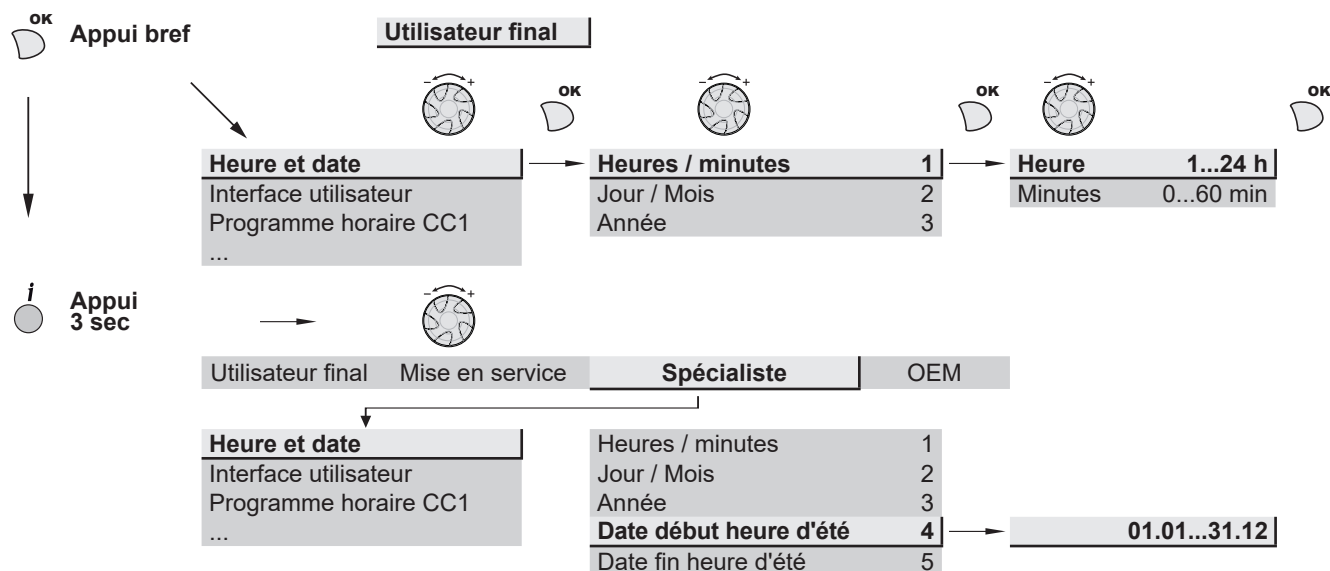 OK
Appui bref
Utilisateur final
- +
OK
- +
OK
- +
OK
Heure et date
Heures / minutes 1
Heure 1...24 h
Interface utilisateur
Jour / Mois 2
Minutes 0...60 min
Programme horaire CC1
Année 3
...
i
Appui
3 sec
- +
Utilisateur final Mise en service Spécialiste OEM
Heure et date
Heures / minutes 1
Interface utilisateur
Jour / Mois 2
Programme horaire CC1
Année 3
...
Date début heure d'été 4
01.01...31.12
Date fin heure d'été 5